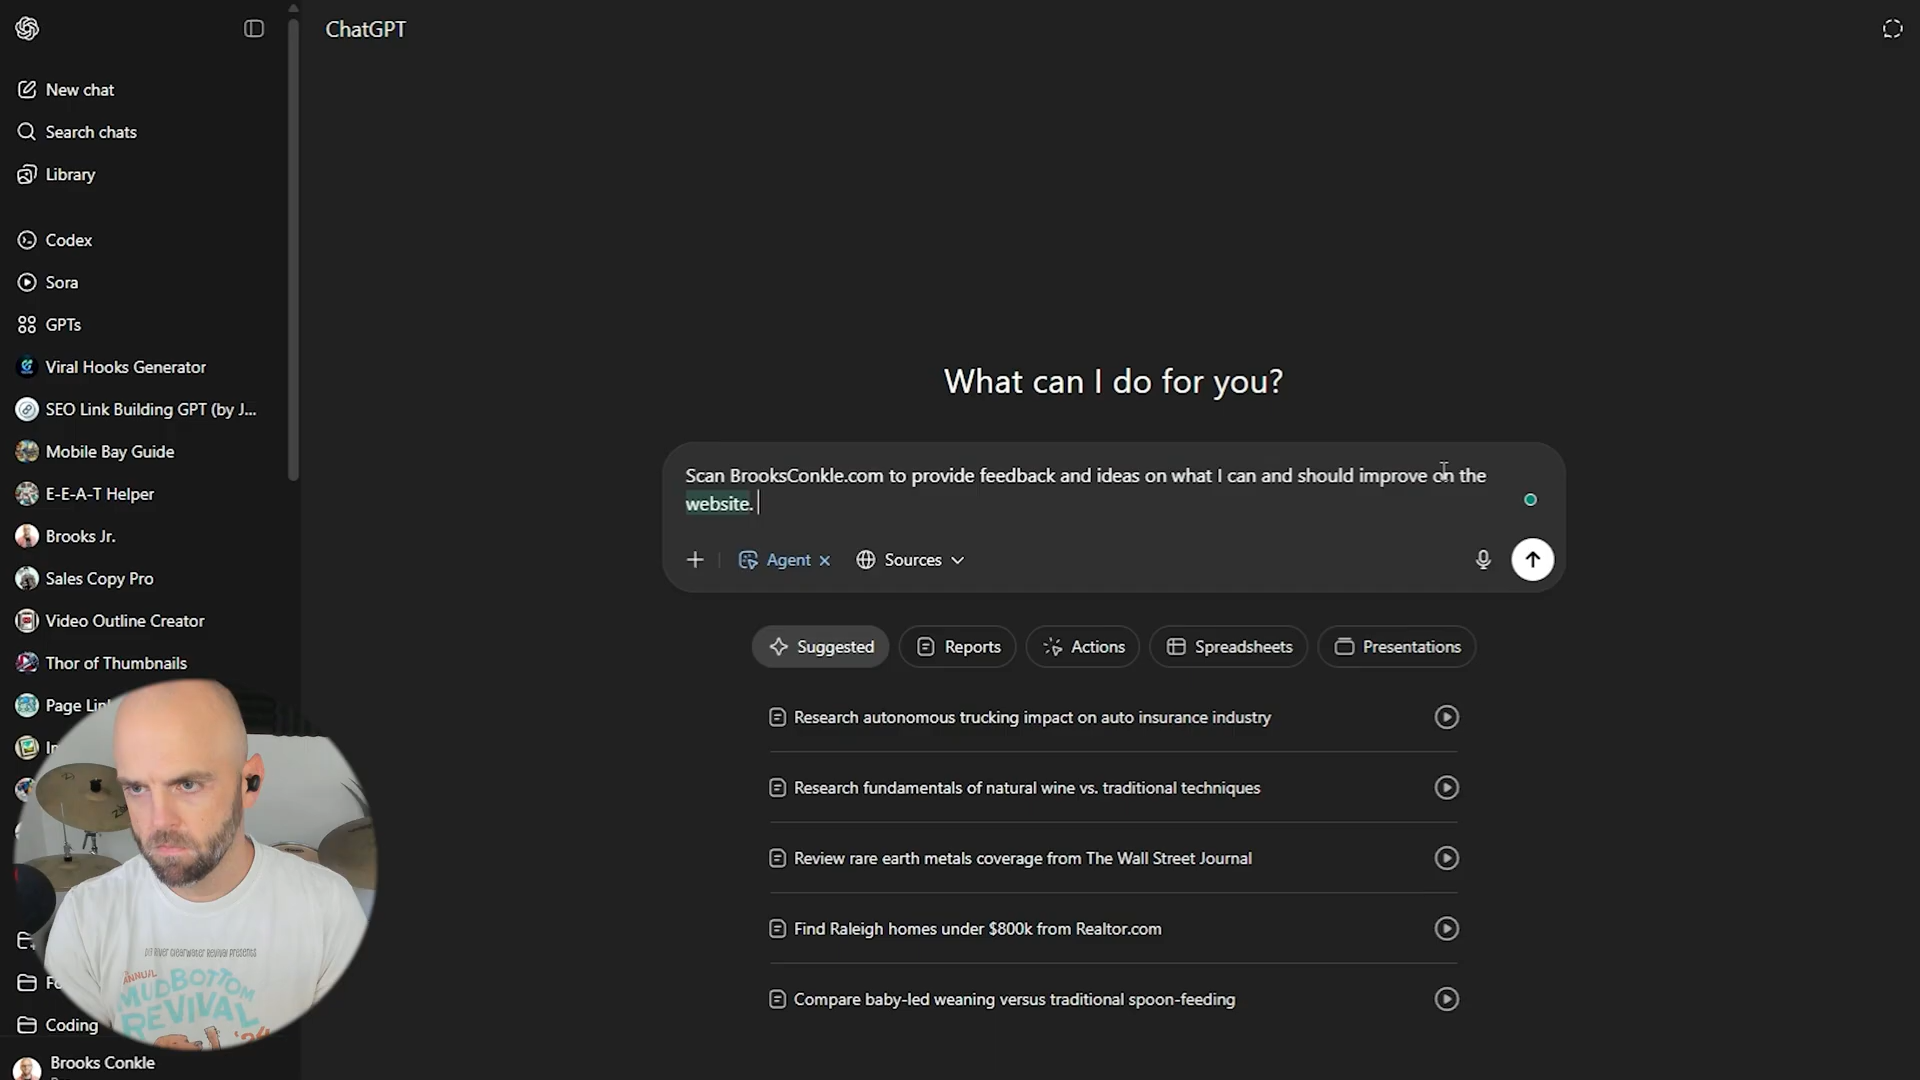 ChatGPT
New chat
Search chats
Library
Codex
Sora
GPTs
Viral Hooks Generator
SEO Link Building GPT (by J...
Mobile Bay Guide
E-E-A-T Helper
Brooks Jr.
Sales Copy Pro
Video Outline Creator
Thor of Thumbnails
Page Lin
Coding
Brooks Conkle
What can I do for you?
Scan BrooksConkle.com to provide feedback and ideas on what I can and should improve on the
website.
Agent
Sources
Suggested
Reports
Actions
Spreadsheets
Presentations
Research autonomous trucking impact on auto insurance industry
Research fundamentals of natural wine vs. traditional techniques
Review rare earth metals coverage from The Wall Street Journal
Find Raleigh homes under $800k from Realtor.com
Compare baby-led weaning versus traditional spoon-feeding
ANNUAL
MUDBOTTOM
REVIVAL